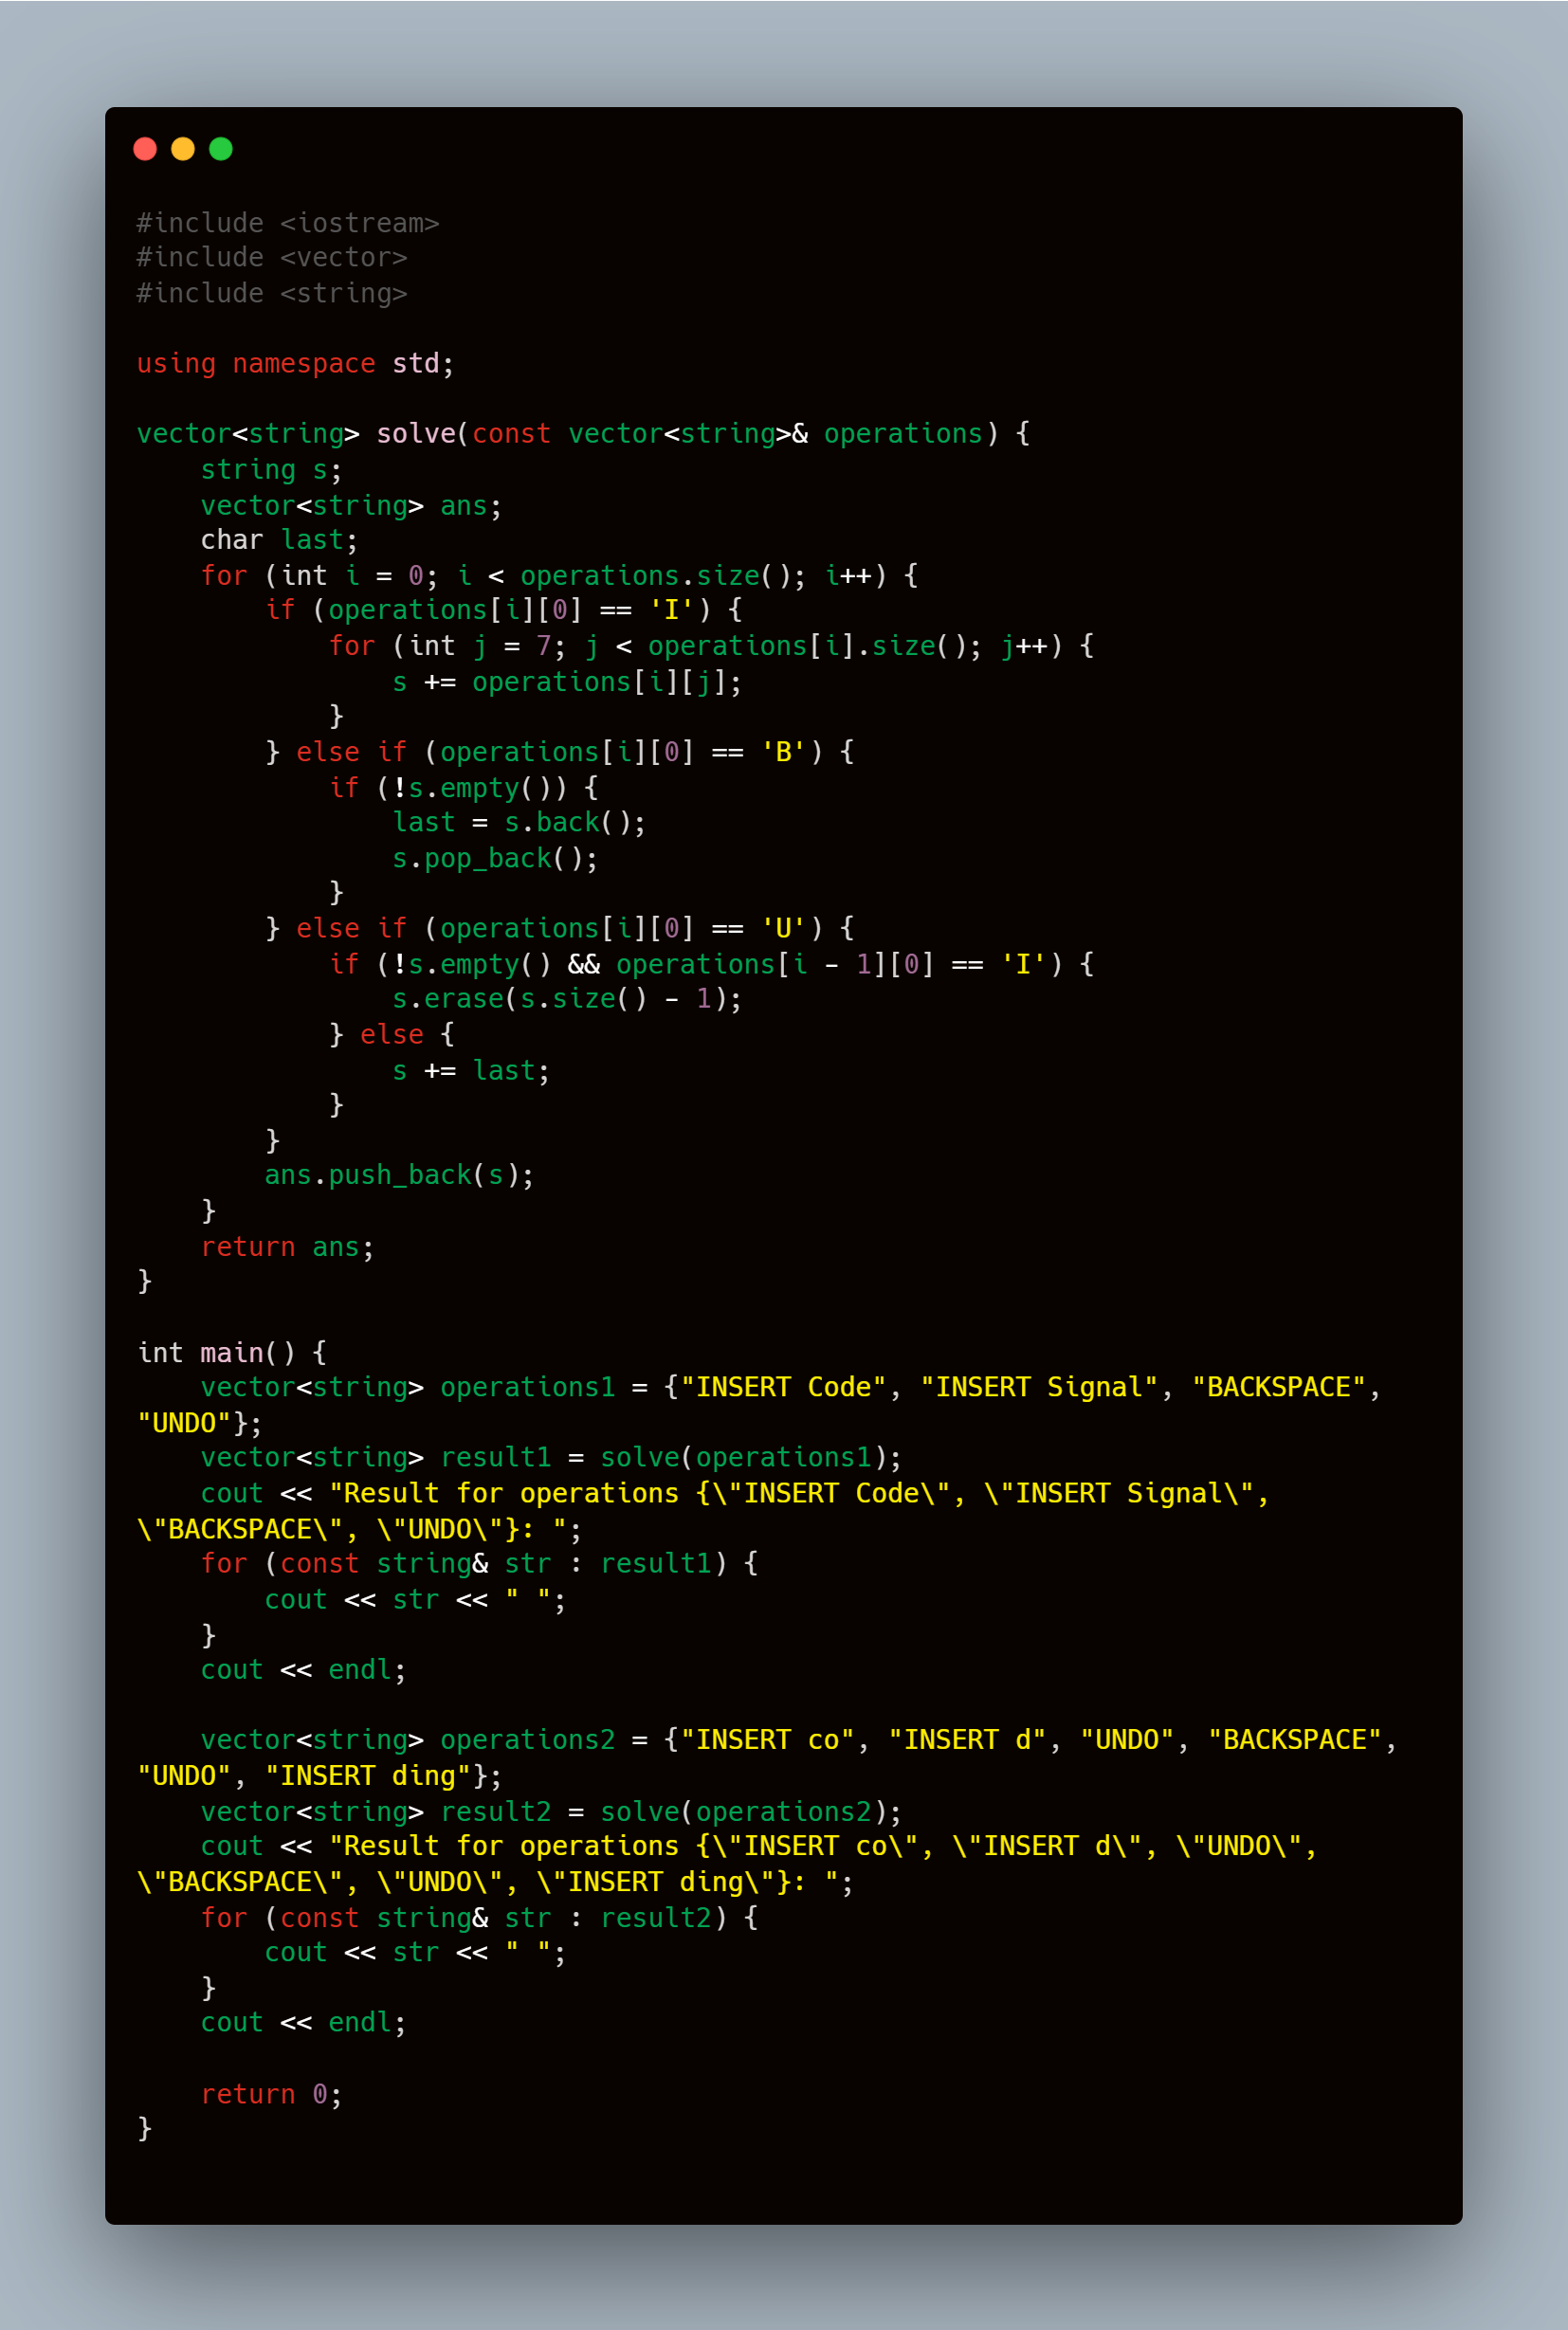 #include <iostream>
#include <vector>
#include <string>

using namespace std;

vector<string> solve(const vector<string>& operations) {
    string s;
    vector<string> ans;
    char last;
    for (int i = 0; i < operations.size(); i++) {
        if (operations[i][0] == 'I') {
            for (int j = 7; j < operations[i].size(); j++) {
                s += operations[i][j];
            }
        } else if (operations[i][0] == 'B') {
            if (!s.empty()) {
                last = s.back();
                s.pop_back();
            }
        } else if (operations[i][0] == 'U') {
            if (!s.empty() && operations[i - 1][0] == 'I') {
                s.erase(s.size() - 1);
            } else {
                s += last;
            }
        }
        ans.push_back(s);
    }
    return ans;
}

int main() {
    vector<string> operations1 = {"INSERT Code", "INSERT Signal", "BACKSPACE",
"UNDO"};
    vector<string> result1 = solve(operations1);
    cout << "Result for operations {\"INSERT Code\", \"INSERT Signal\",
\"BACKSPACE\", \"UNDO\"}: ";
    for (const string& str : result1) {
        cout << str << " ";
    }
    cout << endl;

    vector<string> operations2 = {"INSERT co", "INSERT d", "UNDO", "BACKSPACE",
"UNDO", "INSERT ding"};
    vector<string> result2 = solve(operations2);
    cout << "Result for operations {\"INSERT co\", \"INSERT d\", \"UNDO\",
\"BACKSPACE\", \"UNDO\", \"INSERT ding\"}: ";
    for (const string& str : result2) {
        cout << str << " ";
    }
    cout << endl;

    return 0;
}